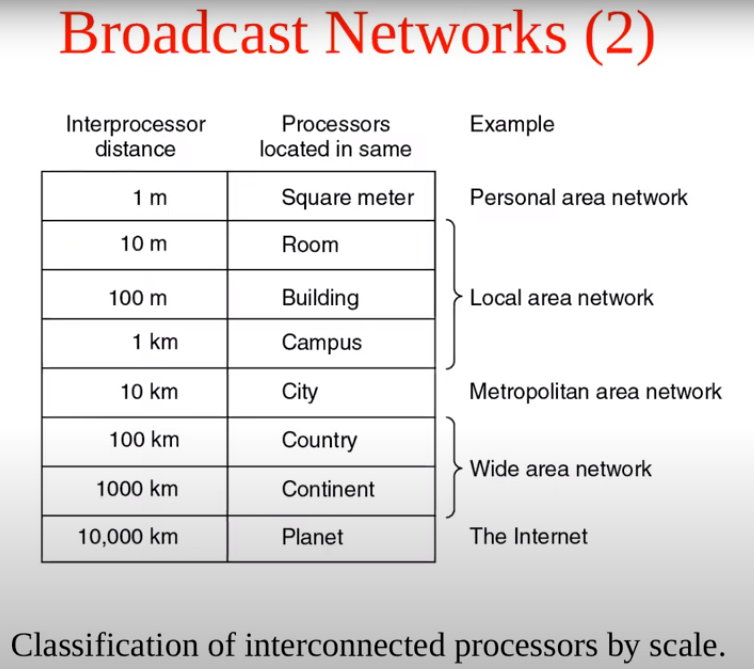 Broadcast Networks (2)
Interprocessor distance Processors located in same Example
1 m Square meter Personal area network
10 m Room
100 m Building Local area network
1 km Campus
10 km City Metropolitan area network
100 km Country
Wide area network
1000 km Continent
10,000 km Planet The Internet
Classification of interconnected processors by scale.